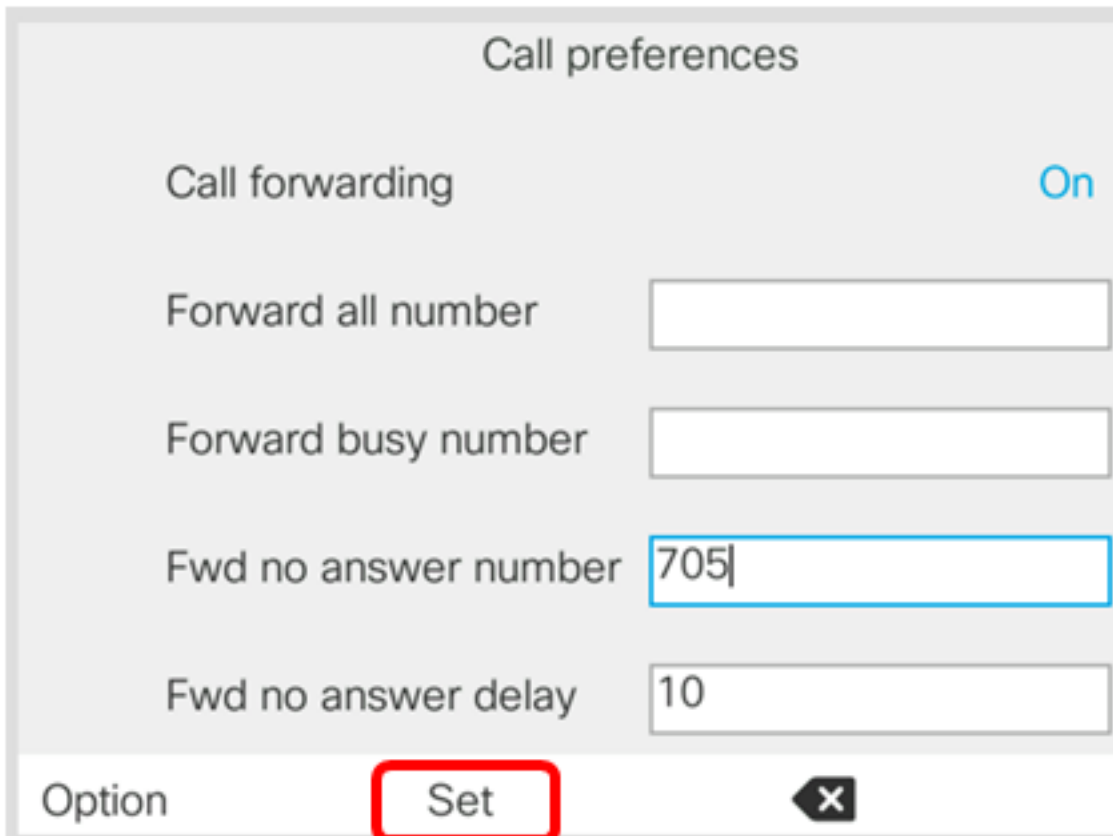 Call preferences
Call forwarding On
Forward all number
Forward busy number
Fwd no answer number 705
Fwd no answer delay 10
Option Set